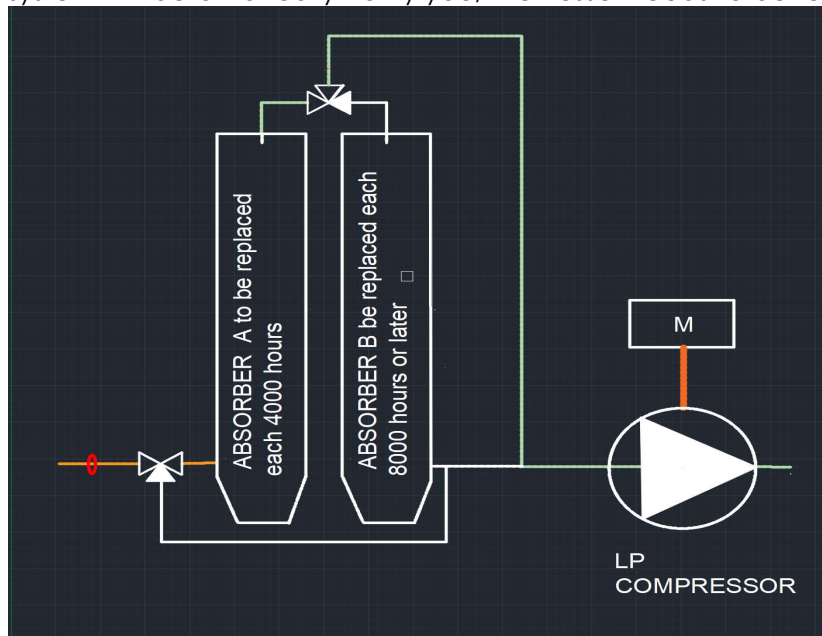 ABSORBER A to be replaced
each 4000 hours
ABSORBER B be replaced each
8000 hours or later
M
LP
COMPRESSOR